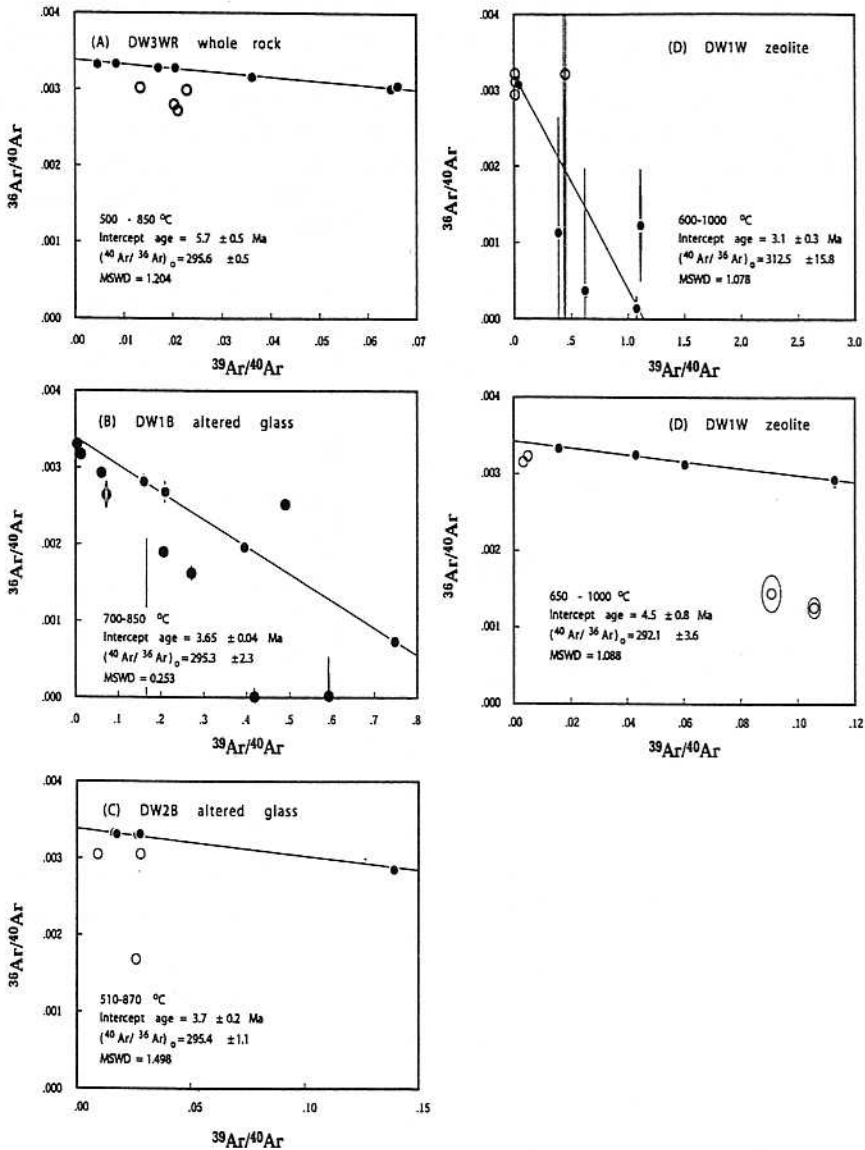 (A) DW3WR whole rock
.004
.003
.002
.001
.000
36Ar/40Ar
500 - 850 °C
Intercept age = 5.7 ±0.5 Ma
(40Ar/ 36Ar)o=295.6 ±0.5
MSWD = 1.204
.00 .01 .02 .03 .04 .05 .06 .07
39Ar/40Ar
(D) DW1W zeolite
.004
.003
.002
.001
.000
36Ar/40Ar
600-1000 °C
Intercept age = 3.1 ±0.3 Ma
(40Ar/ 36Ar)o=312.5 ±15.8
MSWD = 1.078
.0 .5 1.0 1.5 2.0 2.5 3.0
39Ar/40Ar
(B) DW1B altered glass
.004
.003
.002
.001
.000
36Ar/40Ar
700-850 °C
Intercept age = 3.65 ±0.04 Ma
(40Ar/ 36Ar)o=295.3 ±2.3
MSWD = 0.253
.0 .1 .2 .3 .4 .5 .6 .7 .8
39Ar/40Ar
(D) DW1W zeolite
.004
.003
.002
.001
.000
36Ar/40Ar
650 - 1000 °C
Intercept age = 4.5 ±0.8 Ma
(40Ar/ 36Ar)o=292.1 ±3.6
MSWD = 1.088
.00 .02 .04 .06 .08 .10 .12
39Ar/40Ar
(C) DW2B altered glass
.004
.003
.002
.001
.000
36Ar/40Ar
510-870 °C
Intercept age = 3.7 ±0.2 Ma
(40Ar/ 36Ar)o=295.4 ±1.1
MSWD = 1.498
.00 .05 .10 .15
39Ar/40Ar